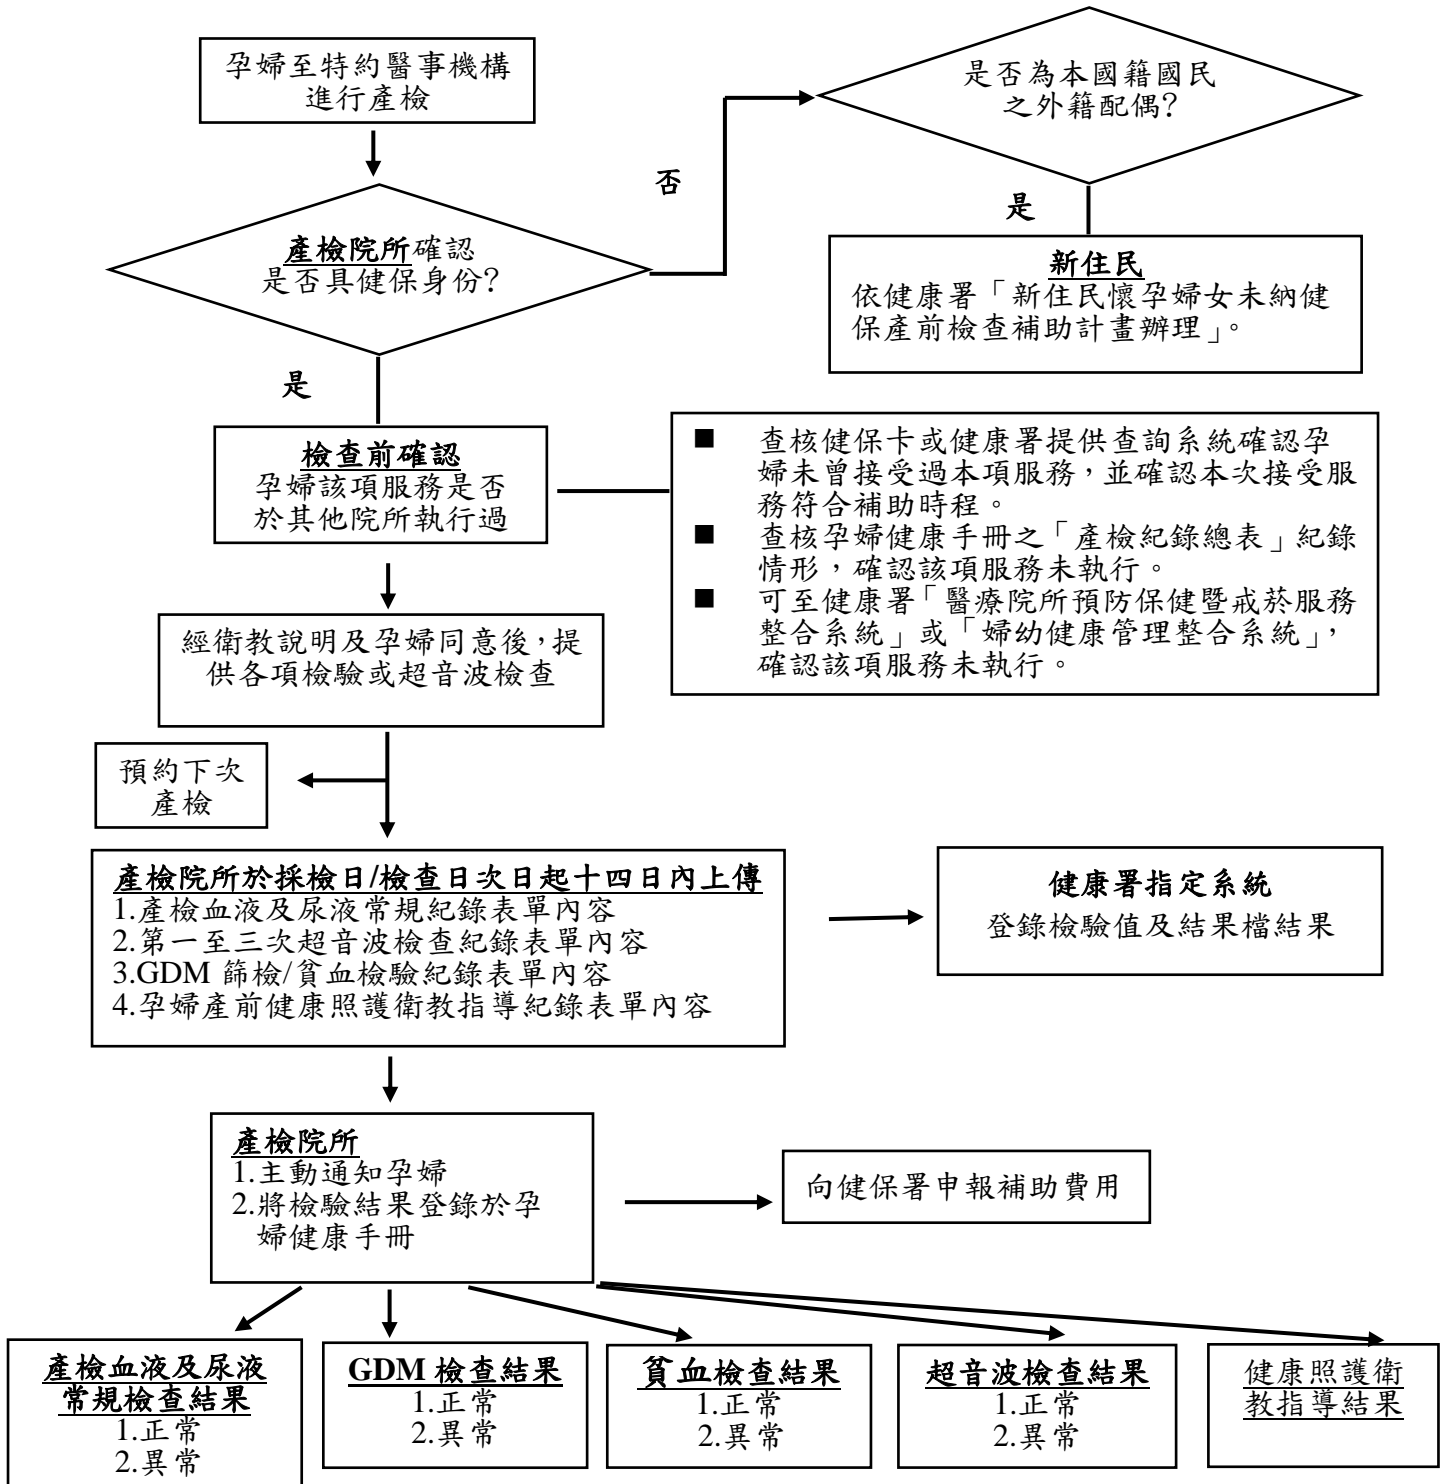 孕婦至特約醫事機構
進行產檢
是否為本國籍國民
之外籍配偶?
否
是
產檢院所確認
是否具健保身份?
新住民
依健康署「新住民懷孕婦女未納健
保產前檢查補助計畫辦理」。
是
檢查前確認
孕婦該項服務是否
於其他院所執行過
■ 查核健保卡或健康署提供查詢系統確認孕
婦未曾接受過本項服務，並確認本次接受服
務符合補助時程。
■ 查核孕婦健康手冊之「產檢紀錄總表」紀錄
情形，確認該項服務未執行。
■ 可至健康署「醫療院所預防保健暨戒菸服務
整合系統」或「婦幼健康管理整合系統」，
確認該項服務未執行。
經衛教說明及孕婦同意後，提
供各項檢驗或超音波檢查
預約下次
產檢
產檢院所於採檢日/檢查日次日起十四日內上傳
1.產檢血液及尿液常規紀錄表單內容
2.第一至三次超音波檢查紀錄表單內容
3.GDM 篩檢/貧血檢驗紀錄表單內容
4.孕婦產前健康照護衛教指導紀錄表單內容
健康署指定系統
登錄檢驗值及結果檔結果
產檢院所
1.主動通知孕婦
2.將檢驗結果登錄於孕
婦健康手冊
向健保署申報補助費用
產檢血液及尿液
常規檢查結果
1.正常
2.異常
GDM 檢查結果
1.正常
2.異常
貧血檢查結果
1.正常
2.異常
超音波檢查結果
1.正常
2.異常
健康照護衛
教指導結果